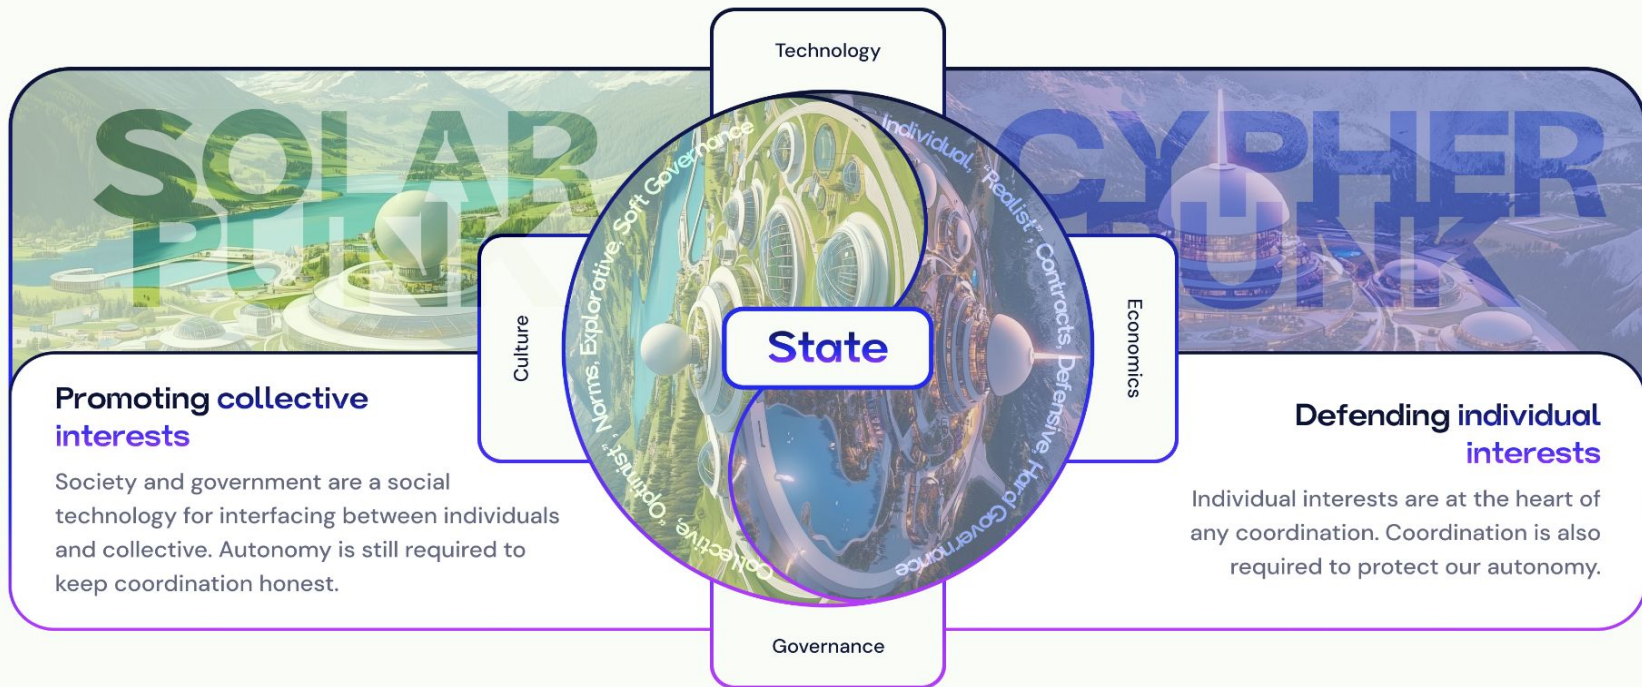 Technology
SOLAR
PUNK
CYPHER
PUNK
Collective, "Optimist", Norms, Explorative, Soft Governance
Individual, "Realist", Contracts, Defensive, Hard Governance
Culture
State
Economics
Promoting collective
interests
Society and government are a social
technology for interfacing between individuals
and collective. Autonomy is still required to
keep coordination honest.
Defending individual
interests
Individual interests are at the heart of
any coordination. Coordination is also
required to protect our autonomy.
Governance